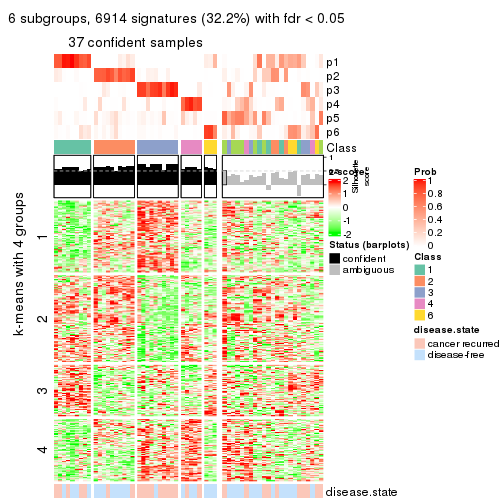 6 subgroups, 6914 signatures (32.2%) with fdr < 0.05
37 confident samples
p1
p2
p3
p4
p5
p6
Class
1
Silhouette
score
z-score
2
1
0
-1
-2
Status (barplots)
confident
ambiguous
Prob
1
0.8
0.6
0.4
0.2
0
Class
1
2
3
4
6
disease.state
cancer recurred
disease-free
k-means with 4 groups
1
2
3
4
disease.state